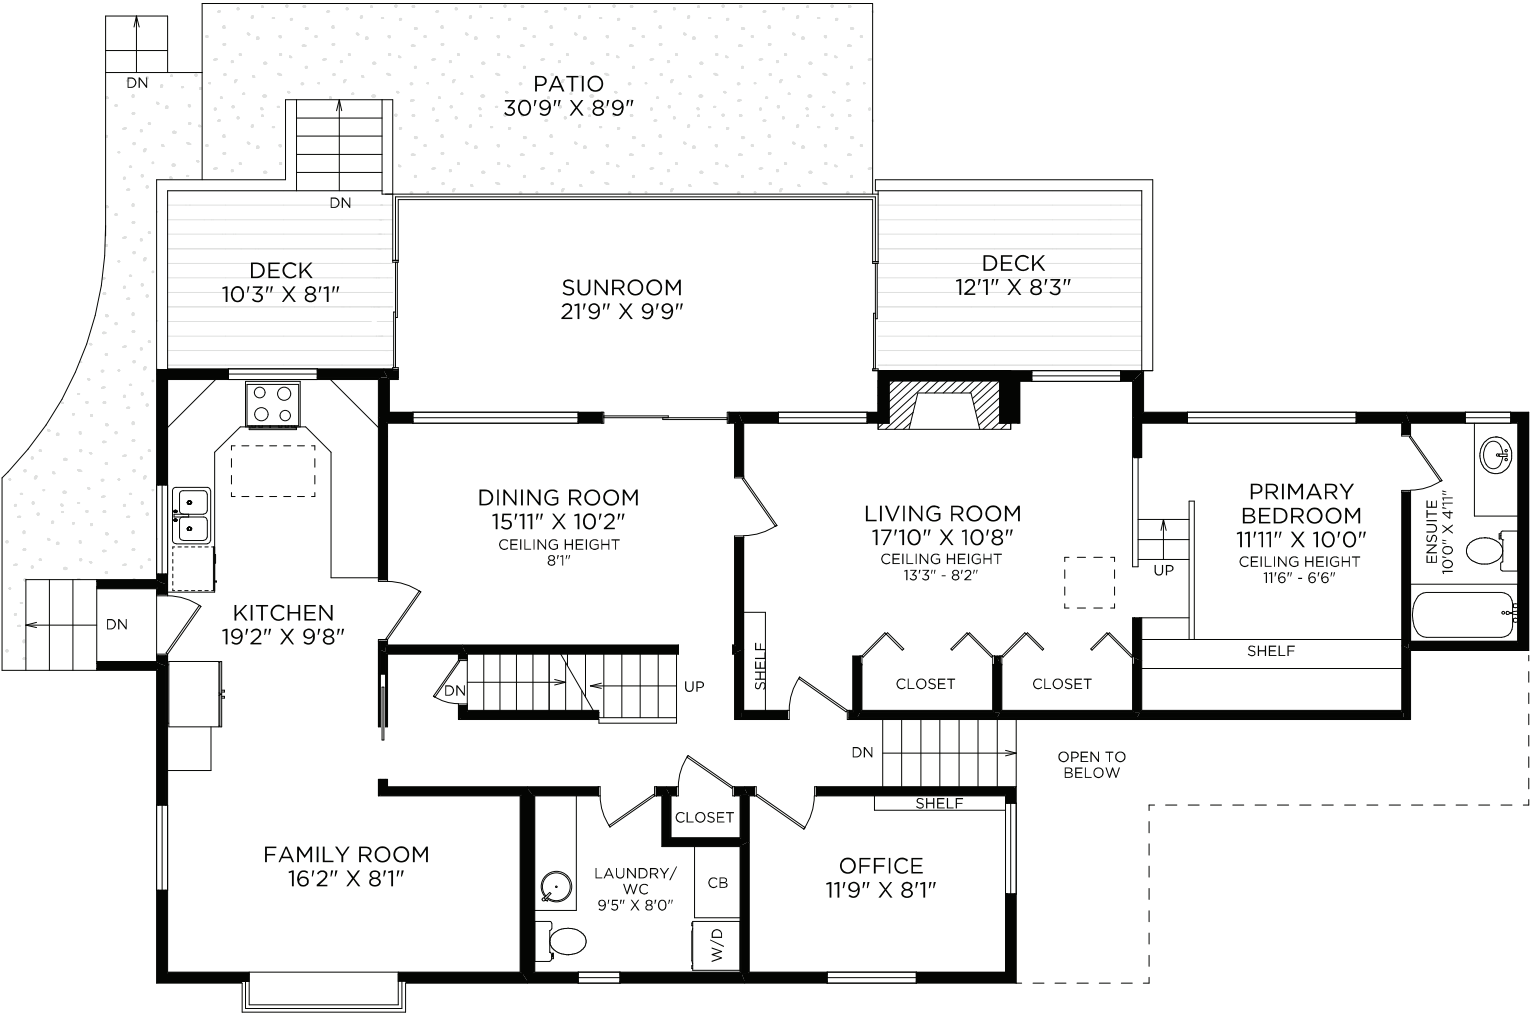 PATIO
30'9" X 8'9"
DN
DN
DECK
10'3" X 8'1"
SUNROOM
21'9" X 9'9"
DECK
12'1" X 8'3"
DINING ROOM
15'11" X 10'2"
CEILING HEIGHT
8'1"
LIVING ROOM
17'10" X 10'8"
CEILING HEIGHT
13'3" - 8'2"
UP
PRIMARY
BEDROOM
11'11" X 10'0"
CEILING HEIGHT
11'6" - 6'6"
ENSUITE
10'0" X 4'11"
DN
KITCHEN
19'2" X 9'8"
SHELF
SHELF
CLOSET
CLOSET
DN
UP
DN
OPEN TO
BELOW
SHELF
CLOSET
FAMILY ROOM
16'2" X 8'1"
LAUNDRY/
WC
9'5" X 8'0"
CB
W/D
OFFICE
11'9" X 8'1"